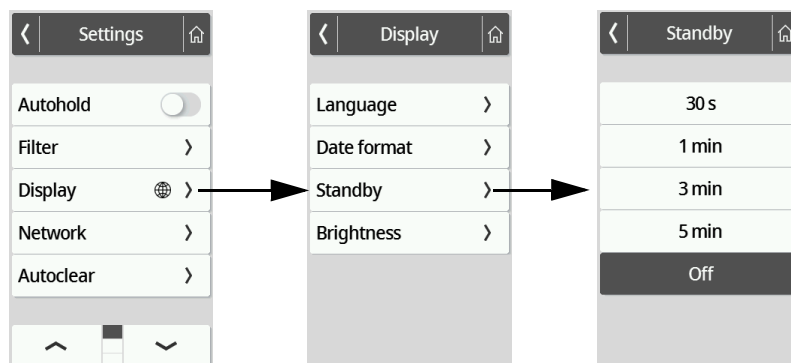 Settings
Autohold
Filter
Display
Network
Autoclear
Display
Language
Date format
Standby
Brightness
Standby
30 s
1 min
3 min
5 min
Off